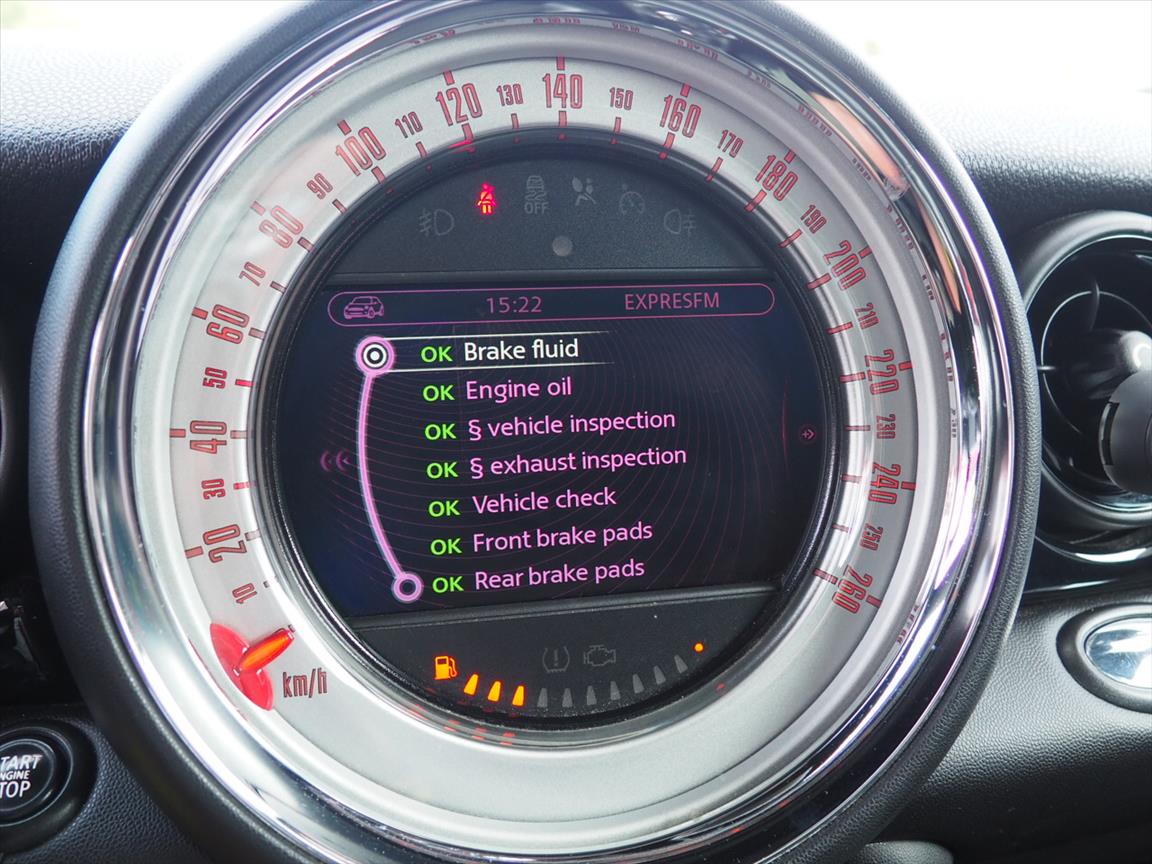 10
20
30
40
50
60
70
80
90
100
110
120
130
140
150
160
170
180
190
200
210
220
230
240
250
260
km/h
OFF
15:22 EXPRESFM
OK Brake fluid
OK Engine oil
OK § vehicle inspection
OK § exhaust inspection
OK Vehicle check
OK Front brake pads
OK Rear brake pads
START
ENGINE
STOP